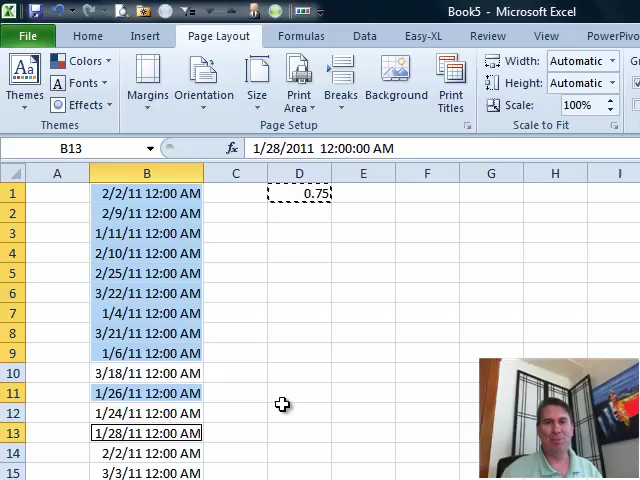 Book5 - Microsoft Excel
File Home Insert Page Layout Formulas Data Easy-XL Review View PowerPivo
Aa Themes
Colors
Fonts
Effects
Margins Orientation Size Print Area Breaks Background Print Titles
Width: Automatic
Height: Automatic
Scale: 100%
Gr
Themes Page Setup Scale to Fit
B13 fx 1/28/2011 12:00:00 AM
A B C D E F G H I
1 2/2/11 12:00 AM 0.75
2 2/9/11 12:00 AM
3 1/11/11 12:00 AM
4 2/10/11 12:00 AM
5 2/25/11 12:00 AM
6 3/22/11 12:00 AM
7 1/4/11 12:00 AM
8 3/21/11 12:00 AM
9 1/6/11 12:00 AM
10 3/18/11 12:00 AM
11 1/26/11 12:00 AM
12 1/24/11 12:00 AM
13 1/28/11 12:00 AM
14 2/2/11 12:00 AM
15 3/3/11 12:00 AM